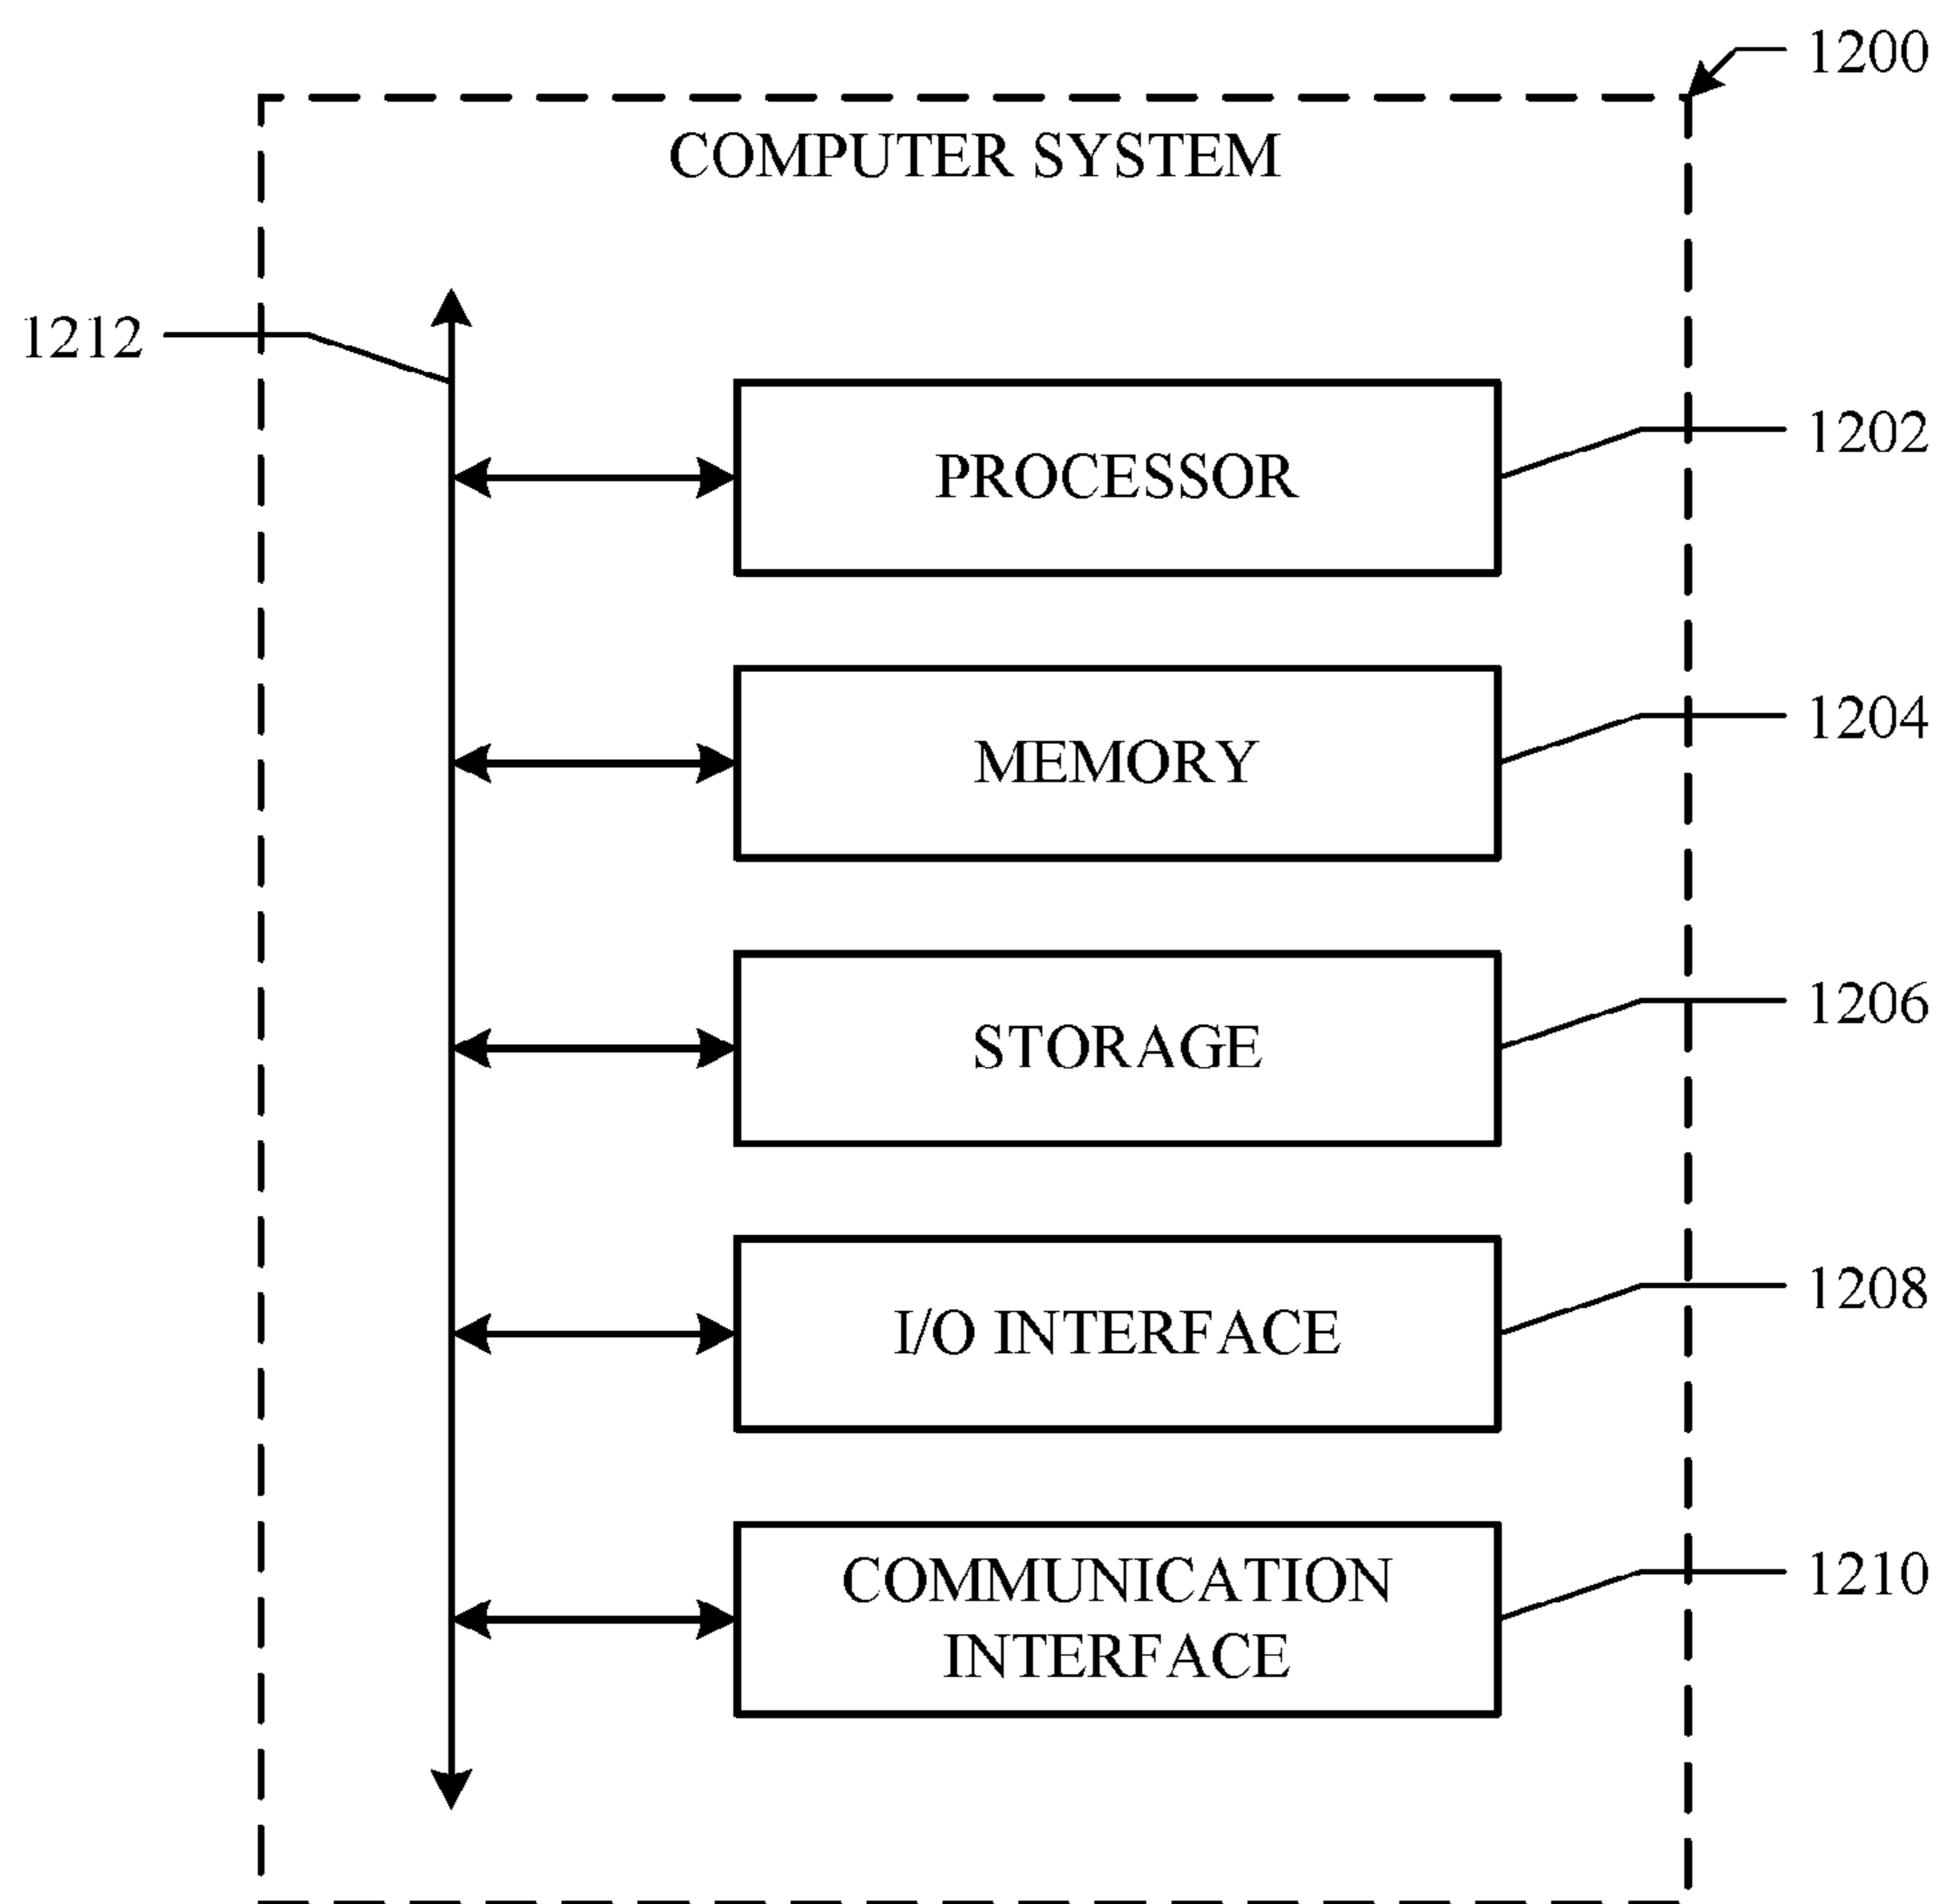 1200
COMPUTER SYSTEM
1212
PROCESSOR
1202
MEMORY
1204
STORAGE
1206
I/O INTERFACE
1208
COMMUNICATION
INTERFACE
1210